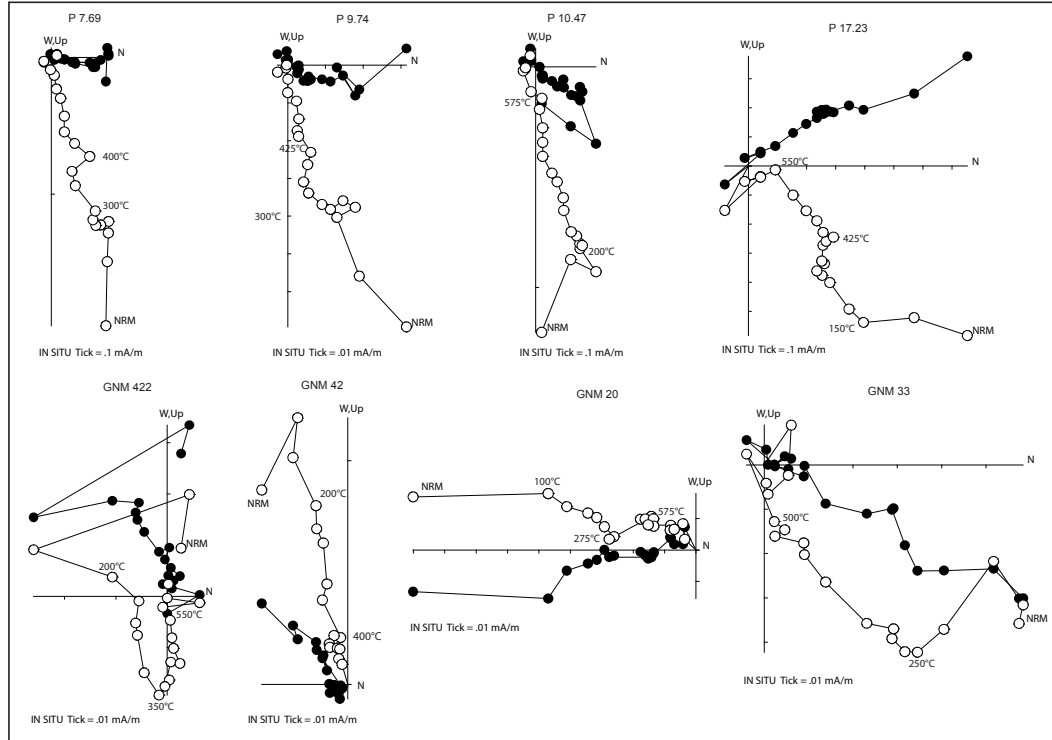 P 7.69
W,Up
N
400°C
300°C
NRM
IN SITU Tick = .1 mA/m
P 9.74
W,Up
N
425°C
300°C
NRM
IN SITU Tick = .01 mA/m
P 10.47
W,Up
N
575°C
200°C
NRM
IN SITU Tick = .1 mA/m
P 17.23
W,Up
N
550°C
425°C
150°C
NRM
IN SITU Tick = .1 mA/m
GNM 422
W,Up
NRM
200°C
N
550°C
350°C
IN SITU Tick = .01 mA/m
GNM 42
W,Up
NRM
200°C
400°C
N
IN SITU Tick = .01 mA/m
GNM 20
W,Up
NRM
100°C
575°C
275°C
N
IN SITU Tick = .01 mA/m
GNM 33
W,Up
N
500°C
NRM
250°C
IN SITU Tick = .01 mA/m